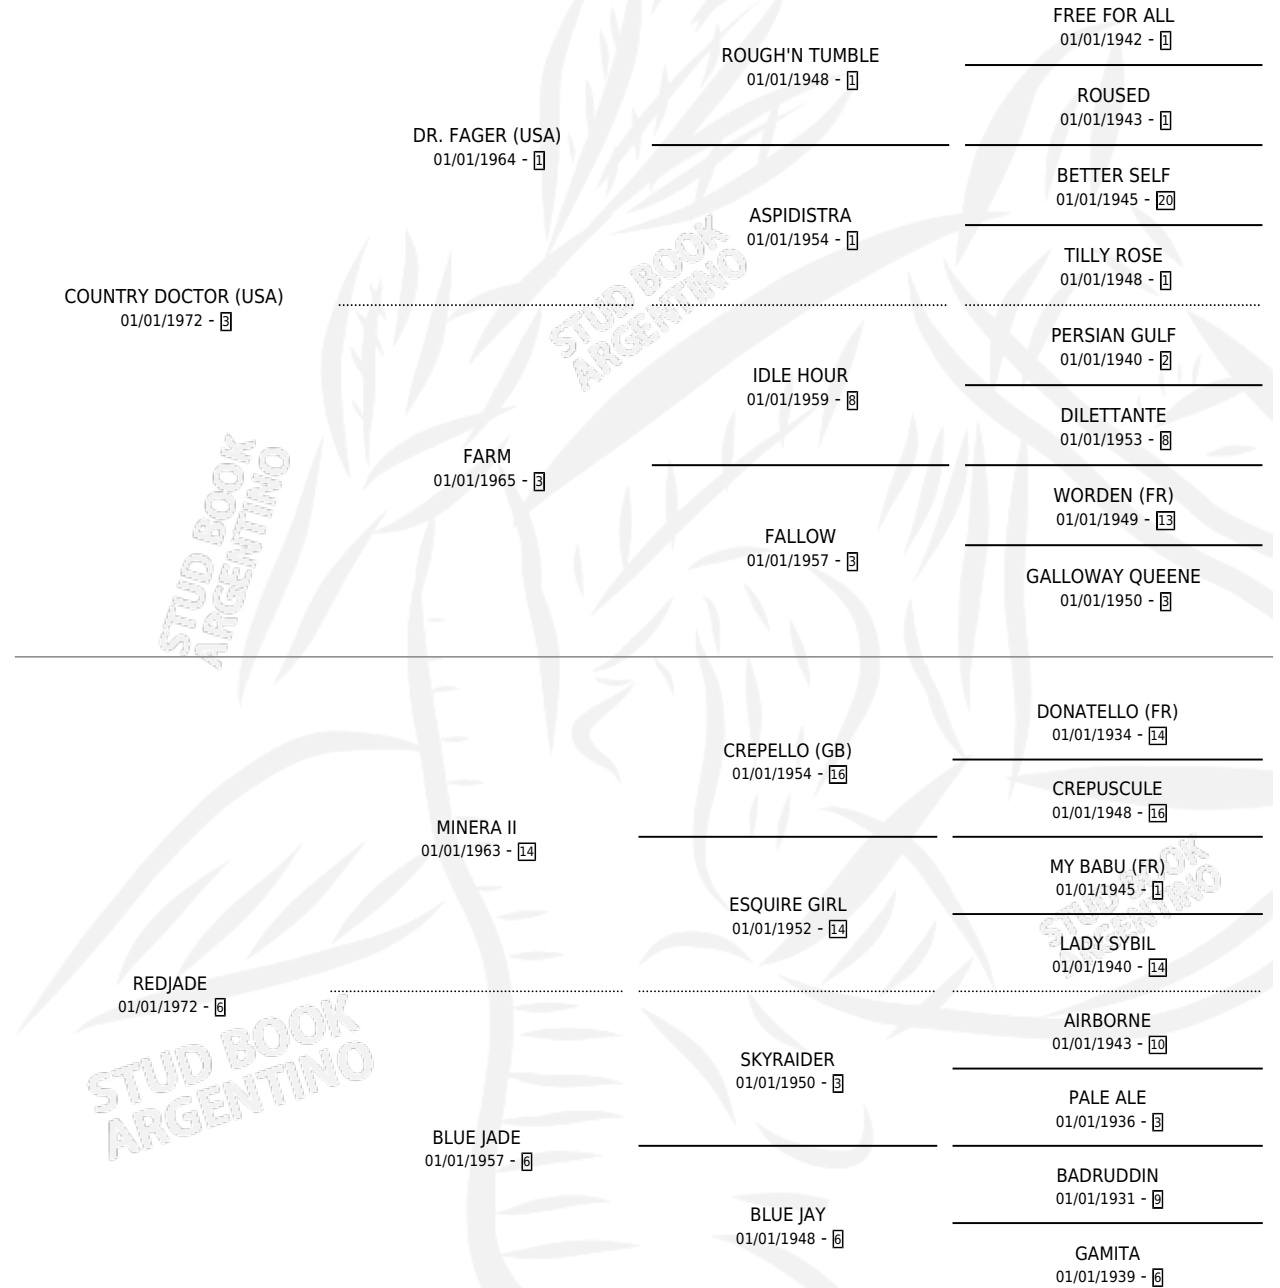 FREE FOR ALL
01/01/1942 - 1
ROUGH'N TUMBLE
01/01/1948 - 1
ROUSED
01/01/1943 - 1
DR. FAGER (USA)
01/01/1964 - 1
BETTER SELF
01/01/1945 - 20
ASPIDISTRA
01/01/1954 - 1
TILLY ROSE
01/01/1948 - 1
COUNTRY DOCTOR (USA)
01/01/1972 - 3
STUD BOOK
ARGENTINO
PERSIAN GULF
01/01/1940 - 2
IDLE HOUR
01/01/1959 - 8
DILETTANTE
01/01/1953 - 8
FARM
01/01/1965 - 3
WORDEN (FR)
01/01/1949 - 13
FALLOW
01/01/1957 - 3
GALLOWAY QUEENE
01/01/1950 - 3
STUD BOOK
ARGENTINO
DONATELLO (FR)
01/01/1934 - 14
CREPELLO (GB)
01/01/1954 - 16
CREPUSCULE
01/01/1948 - 16
MINERA II
01/01/1963 - 14
MY BABU (FR)
01/01/1945 - 1
ESQUIRE GIRL
01/01/1952 - 14
STUD BOOK
ARGENTINO
LADY SYBIL
01/01/1940 - 14
REDJADE
01/01/1972 - 6
AIRBORNE
01/01/1943 - 10
SKYRAIDER
01/01/1950 - 3
PALE ALE
01/01/1936 - 3
STUD BOOK
ARGENTINO
BLUE JADE
01/01/1957 - 6
BADRUDDIN
01/01/1931 - 9
BLUE JAY
01/01/1948 - 6
GAMITA
01/01/1939 - 6